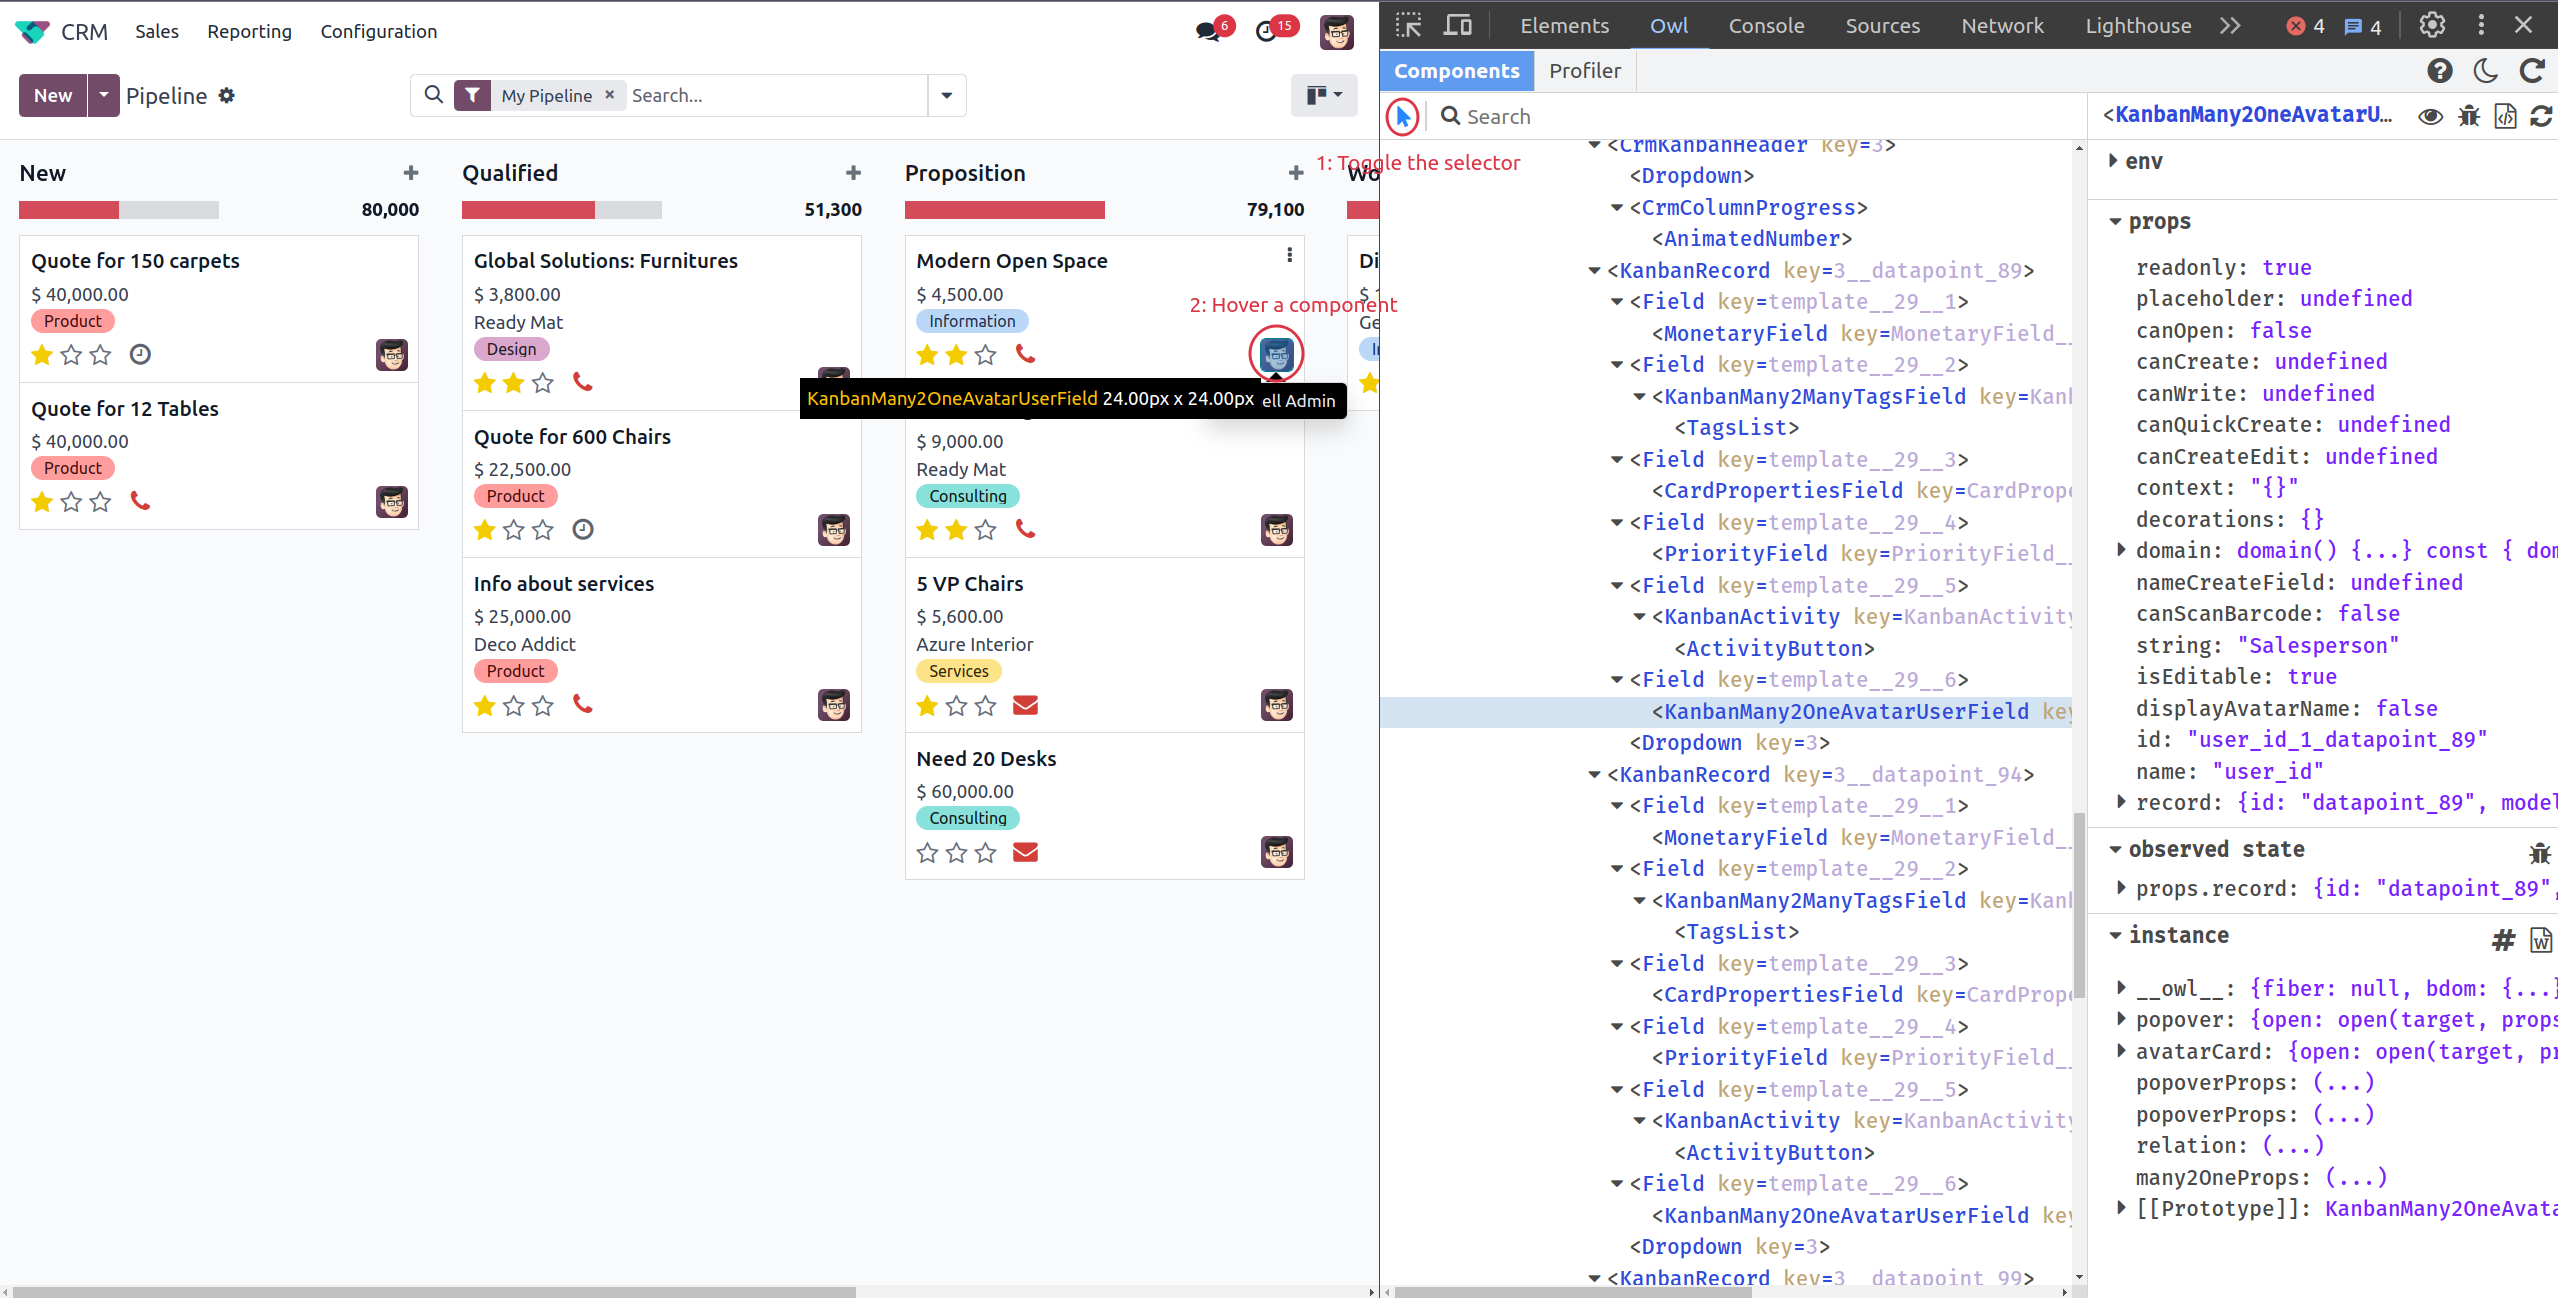 CRM Sales Reporting Configuration 6 15
New Pipeline My Pipeline × Search...
New +
80,000
Quote for 150 carpets
$ 40,000.00
Product
Quote for 12 Tables
$ 40,000.00
Product
Qualified +
51,300
Global Solutions: Furnitures
$ 3,800.00
Ready Mat
Design
Quote for 600 Chairs
$ 22,500.00
Product
Info about services
$ 25,000.00
Deco Addict
Product
Proposition +
79,100
Modern Open Space
$ 4,500.00
Information
KanbanMany2OneAvatarUserField 24.00px x 24.00px ell Admin
$ 9,000.00
Ready Mat
Consulting
5 VP Chairs
$ 5,600.00
Azure Interior
Services
Need 20 Desks
$ 60,000.00
Consulting
Wo
Di
$ 1
Ge
1: Toggle the selector
2: Hover a component
Elements Owl Console Sources Network Lighthouse 4 4
Components Profiler
Search
<CrmKanbanHeader key=3>
<Dropdown>
<CrmColumnProgress>
<AnimatedNumber>
<KanbanRecord key=3__datapoint_89>
<Field key=template__29__1>
<MonetaryField key=MonetaryField__
<Field key=template__29__2>
<KanbanMany2ManyTagsField key=Kanb
<TagsList>
<Field key=template__29__3>
<CardPropertiesField key=CardPrope
<Field key=template__29__4>
<PriorityField key=PriorityField__
<Field key=template__29__5>
<KanbanActivity key=KanbanActivity
<ActivityButton>
<Field key=template__29__6>
<KanbanMany2OneAvatarUserField key
<Dropdown key=3>
<KanbanRecord key=3__datapoint_94>
<Field key=template__29__1>
<MonetaryField key=MonetaryField__
<Field key=template__29__2>
<KanbanMany2ManyTagsField key=Kanb
<TagsList>
<Field key=template__29__3>
<CardPropertiesField key=CardPrope
<Field key=template__29__4>
<PriorityField key=PriorityField__
<Field key=template__29__5>
<KanbanActivity key=KanbanActivity
<ActivityButton>
<Field key=template__29__6>
<KanbanMany2OneAvatarUserField key
<Dropdown key=3>
<KanbanRecord key=3__datapoint_99>
<KanbanMany2OneAvatarU...
env
props
readonly: true
placeholder: undefined
canOpen: false
canCreate: undefined
canWrite: undefined
canQuickCreate: undefined
canCreateEdit: undefined
context: "{}"
decorations: {}
domain: domain() {...} const { dom
nameCreateField: undefined
canScanBarcode: false
string: "Salesperson"
isEditable: true
displayAvatarName: false
id: "user_id_1_datapoint_89"
name: "user_id"
record: {id: "datapoint_89", model
observed state
props.record: {id: "datapoint_89",
instance
__owl__: {fiber: null, bdom: {...}
popover: {open: open(target, props
avatarCard: {open: open(target, pr
popoverProps: (...)
popoverProps: (...)
relation: (...)
many2OneProps: (...)
[[Prototype]]: KanbanMany2OneAvata